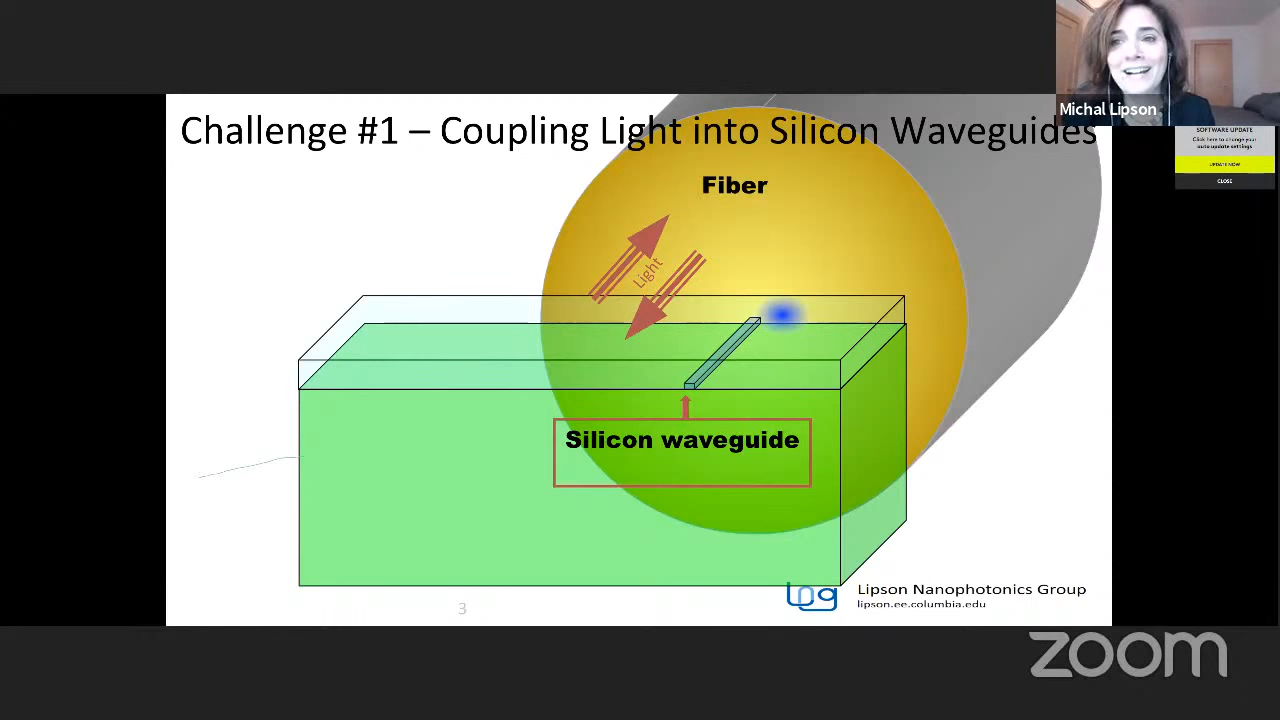 Michal Lipson
Challenge #1 – Coupling Light into Silicon Waveguides
SOFTWARE UPDATE
Click here to change your
auto update settings
UPDATE NOW
CLOSE
Fiber
Light
Silicon waveguide
lng
Lipson Nanophotonics Group
lipson.ee.columbia.edu
3
zoom